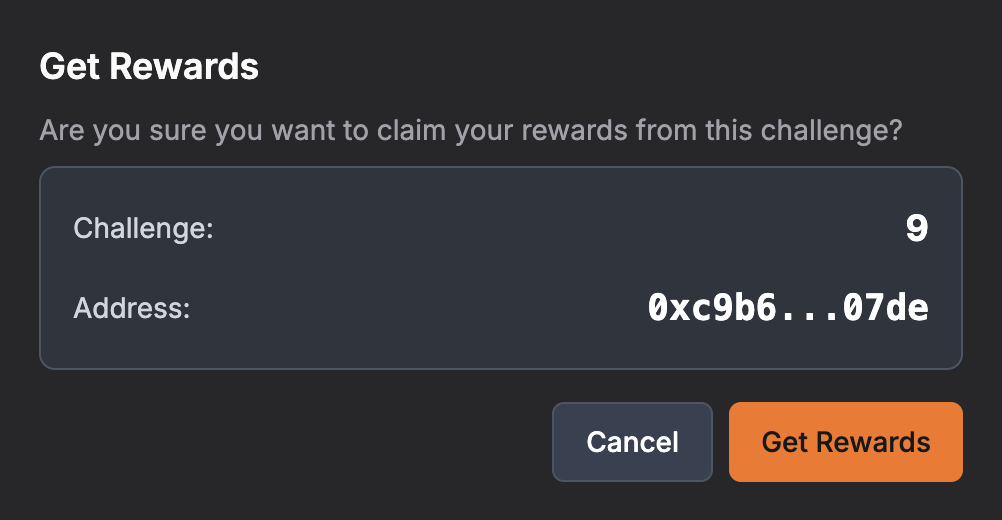 Get Rewards
Are you sure you want to claim your rewards from this challenge?
Challenge: 9
Address: 0xc9b6...07de
Cancel Get Rewards